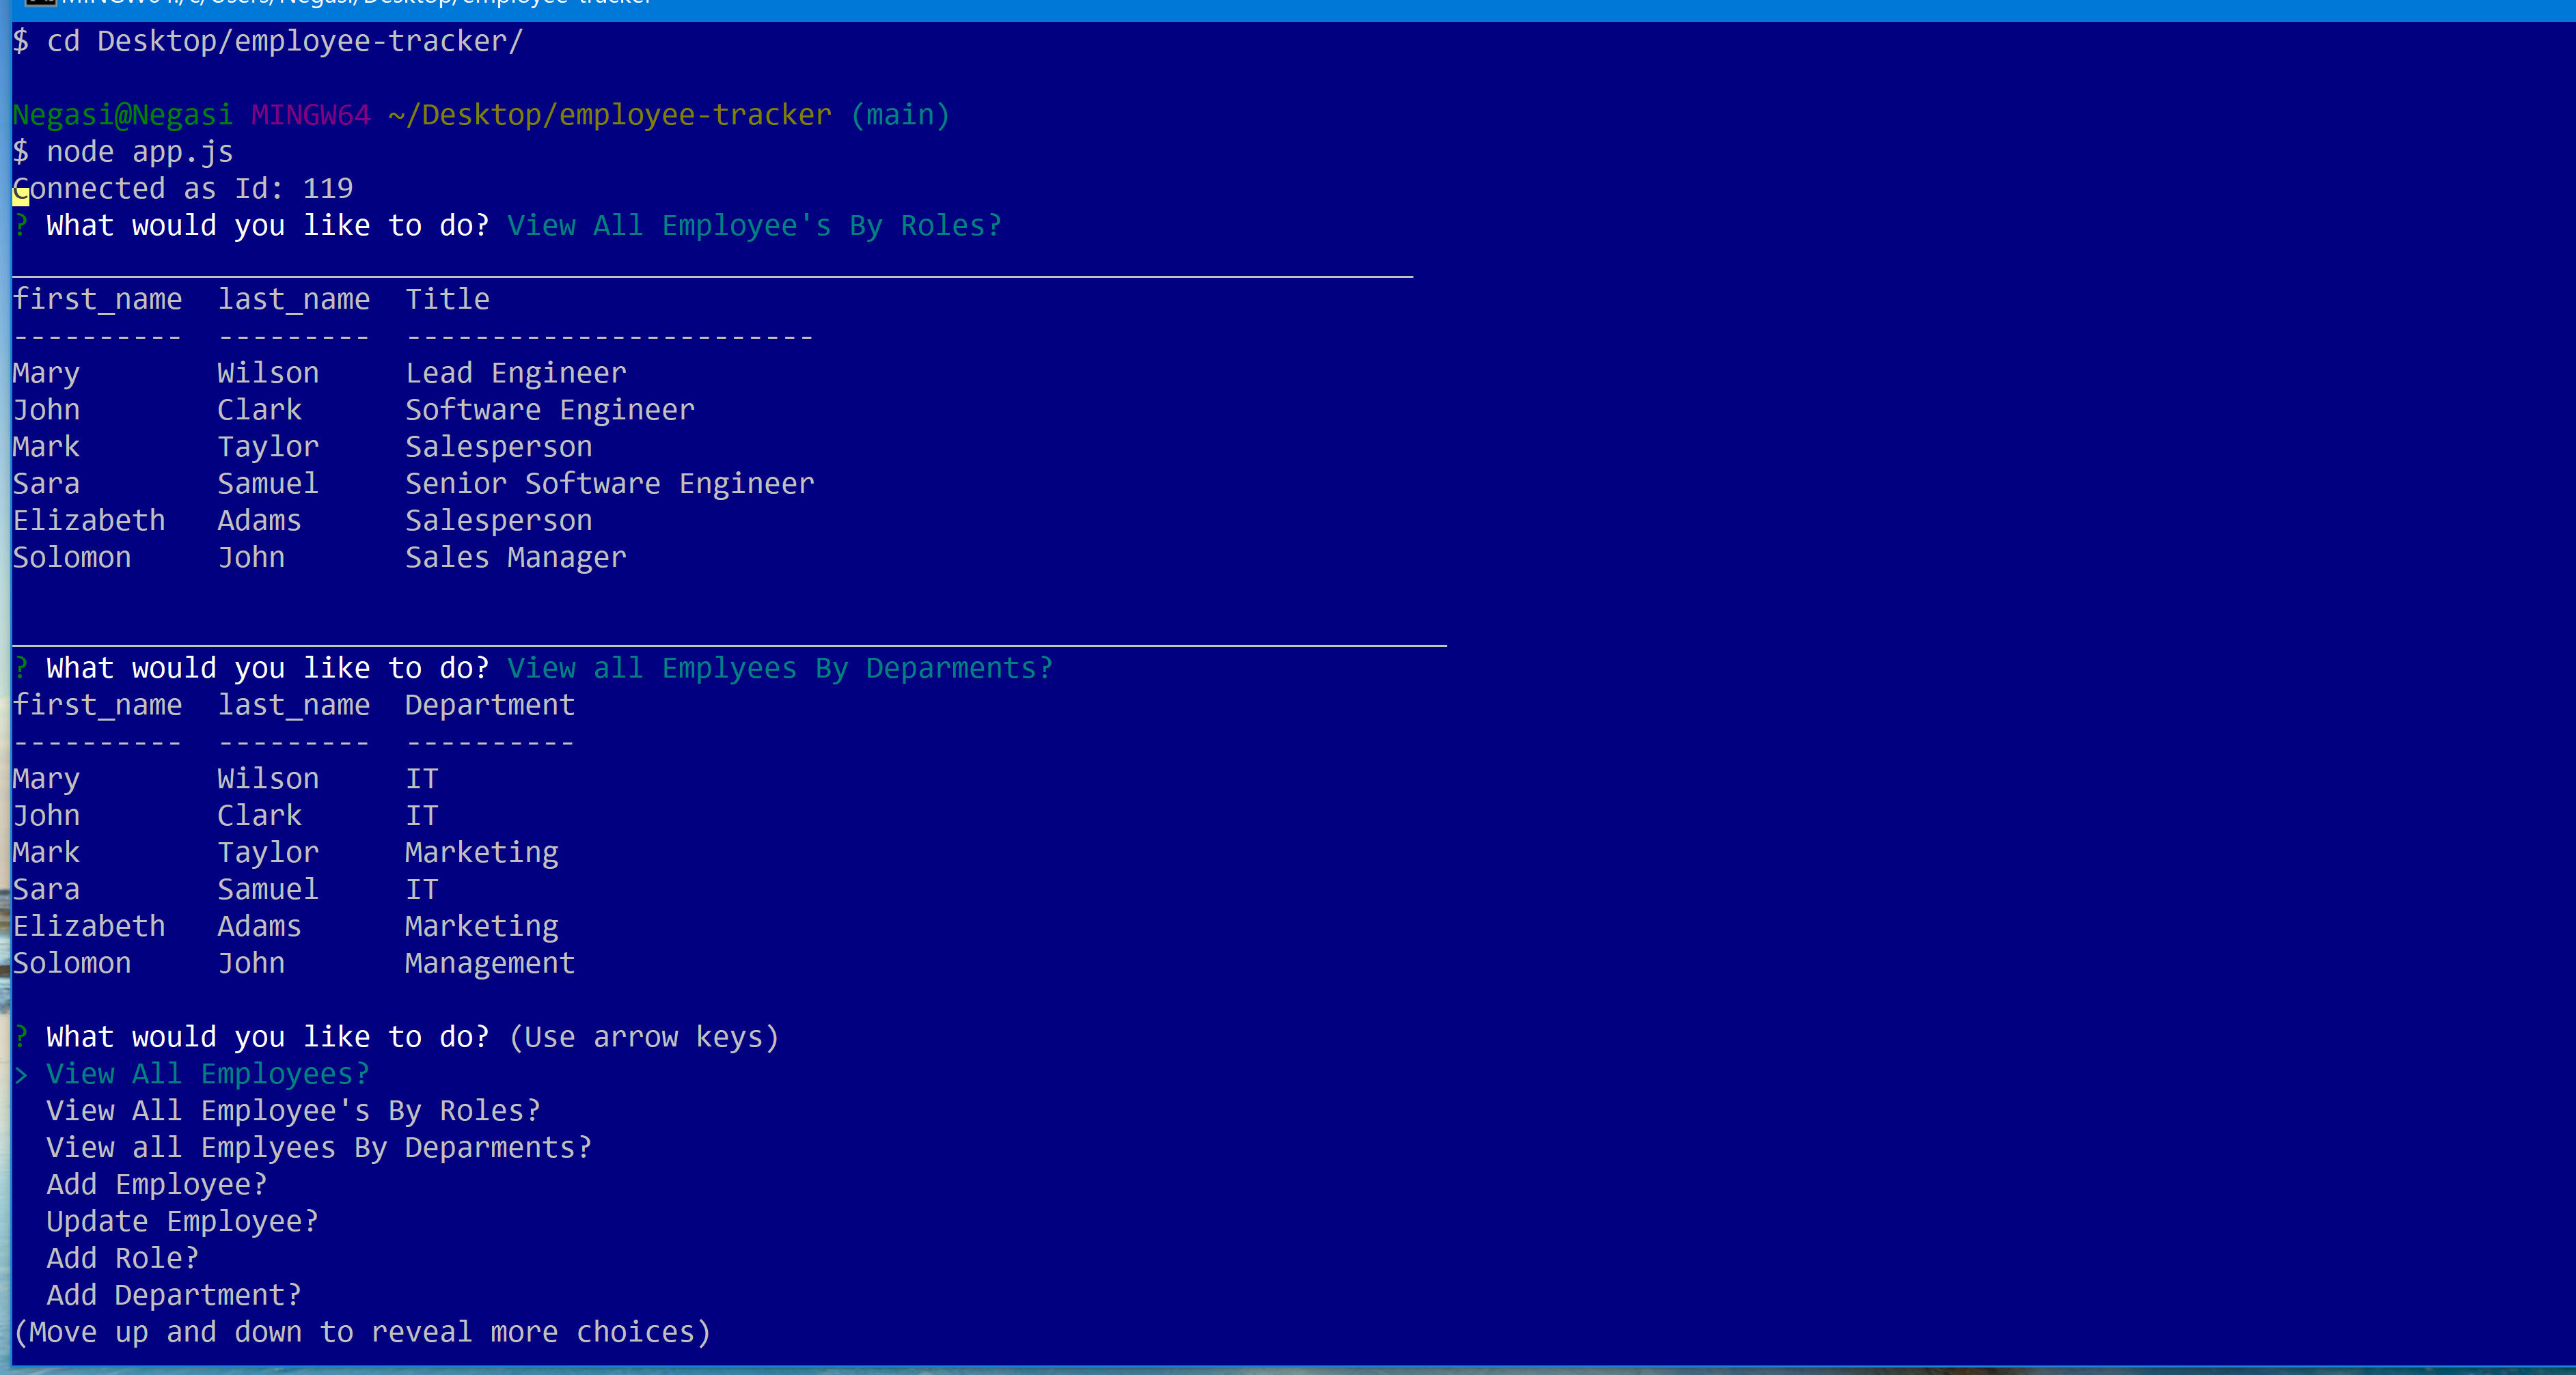 MINGW64:/c/Users/Negasi/Desktop/employee-tracker
$ cd Desktop/employee-tracker/
Negasi@Negasi MINGW64 ~/Desktop/employee-tracker (main)
$ node app.js
Connected as Id: 119
? What would you like to do? View All Employee's By Roles?
first_name  last_name  Title
----------  ---------  ------------------------
Mary        Wilson     Lead Engineer
John        Clark      Software Engineer
Mark        Taylor     Salesperson
Sara        Samuel     Senior Software Engineer
Elizabeth   Adams      Salesperson
Solomon     John       Sales Manager
? What would you like to do? View all Emplyees By Deparments?
first_name  last_name  Department
----------  ---------  ----------
Mary        Wilson     IT
John        Clark      IT
Mark        Taylor     Marketing
Sara        Samuel     IT
Elizabeth   Adams      Marketing
Solomon     John       Management
? What would you like to do? (Use arrow keys)
> View All Employees?
  View All Employee's By Roles?
  View all Emplyees By Deparments?
  Add Employee?
  Update Employee?
  Add Role?
  Add Department?
(Move up and down to reveal more choices)